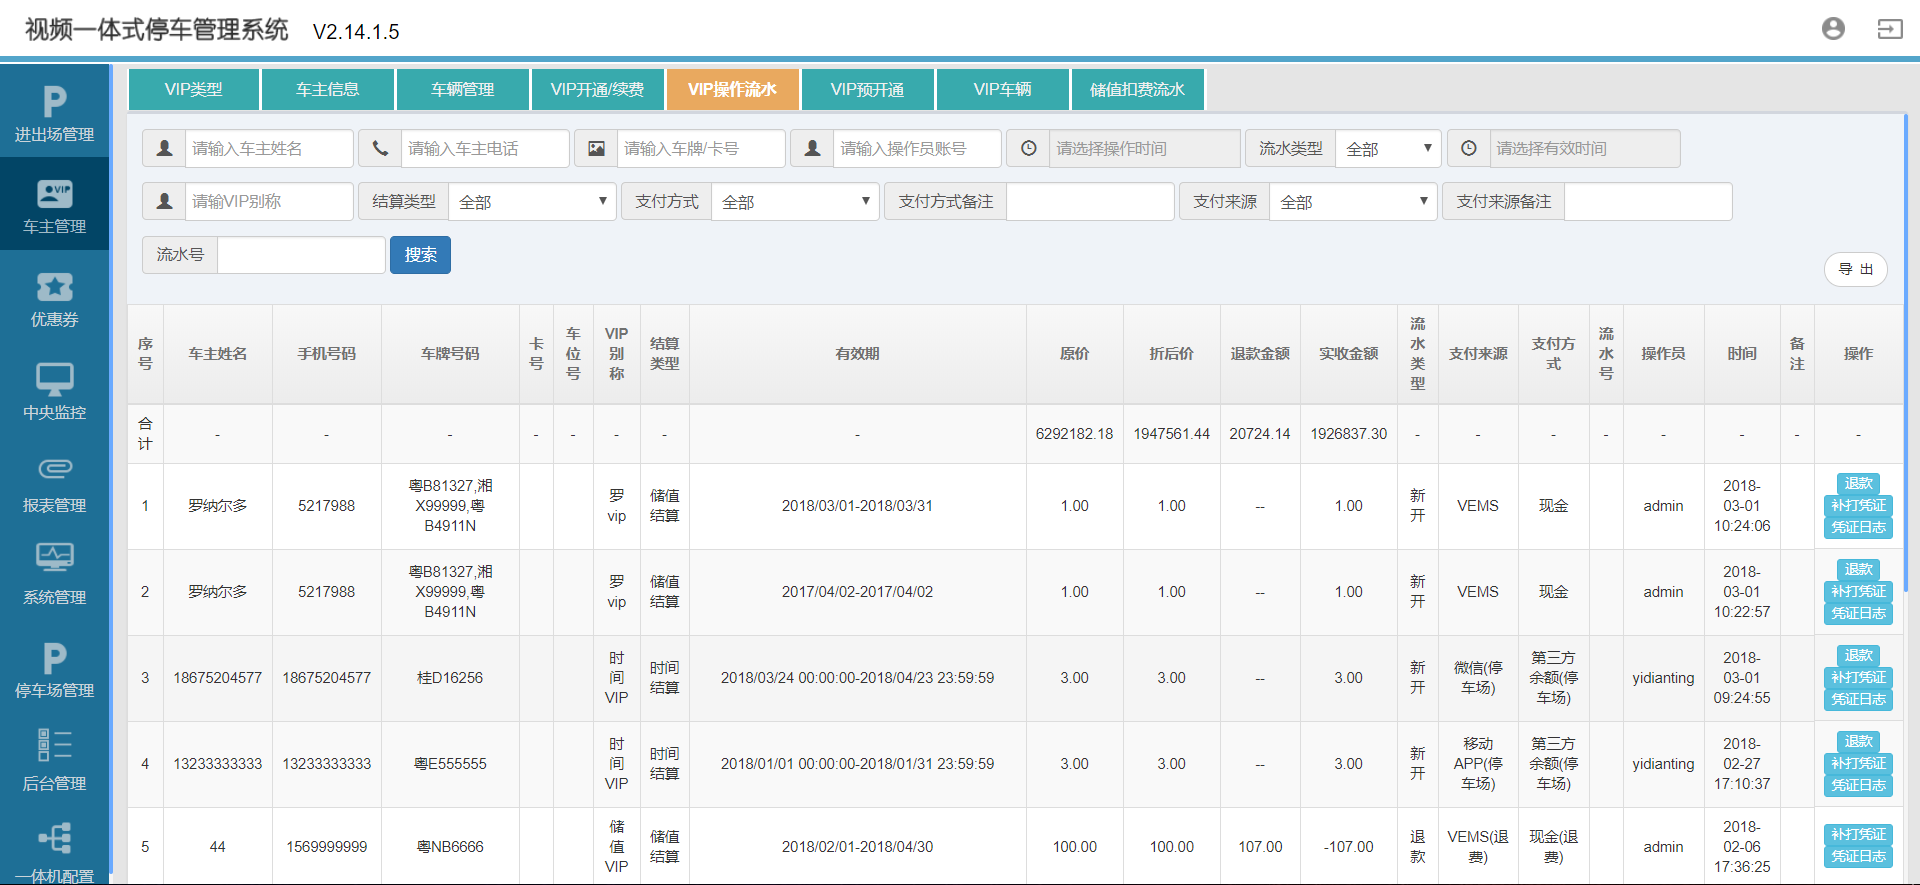 视频一体式停车管理系统 V2.14.1.5
进出场管理
车主管理
优惠券
中央监控
报表管理
系统管理
停车场管理
后台管理
一体机配置
VIP类型 车主信息 车辆管理 VIP开通/续费 VIP操作流水 VIP预开通 VIP车辆 储值扣费流水
请输入车主姓名 请输入车主电话 请输入车牌/卡号 请输入操作员账号 请选择操作时间 流水类型 全部 请选择有效时间
请输VIP别称 结算类型 全部 支付方式 全部 支付方式备注 支付来源 全部 支付来源备注
流水号 搜索
导 出
序号 车主姓名 手机号码 车牌号码 卡号 车位号 VIP别称 结算类型 有效期 原价 折后价 退款金额 实收金额 流水类型 支付来源 支付方式 流水号 操作员 时间 备注 操作
合计 - - - - - - - - 6292182.18 1947561.44 20724.14 1926837.30 - - - - - - - -
1 罗纳尔多 5217988 粤B81327,湘X99999,粤B4911N 罗vip 储值结算 2018/03/01-2018/03/31 1.00 1.00 -- 1.00 新开 VEMS 现金 admin 2018-03-01 10:24:06 退款 补打凭证 凭证日志
2 罗纳尔多 5217988 粤B81327,湘X99999,粤B4911N 罗vip 储值结算 2017/04/02-2017/04/02 1.00 1.00 -- 1.00 新开 VEMS 现金 admin 2018-03-01 10:22:57 退款 补打凭证 凭证日志
3 18675204577 18675204577 桂D16256 时间VIP 时间结算 2018/03/24 00:00:00-2018/04/23 23:59:59 3.00 3.00 -- 3.00 新开 微信(停车场) 第三方余额(停车场) yidianting 2018-03-01 09:24:55 退款 补打凭证 凭证日志
4 13233333333 13233333333 粤E555555 时间VIP 时间结算 2018/01/01 00:00:00-2018/01/31 23:59:59 3.00 3.00 -- 3.00 新开 移动APP(停车场) 第三方余额(停车场) yidianting 2018-02-27 17:10:37 退款 补打凭证 凭证日志
5 44 1569999999 粤NB6666 储值VIP 储值结算 2018/02/01-2018/04/30 100.00 100.00 107.00 -107.00 退款 VEMS(退费) 现金(退费) admin 2018-02-06 17:36:25 补打凭证 凭证日志